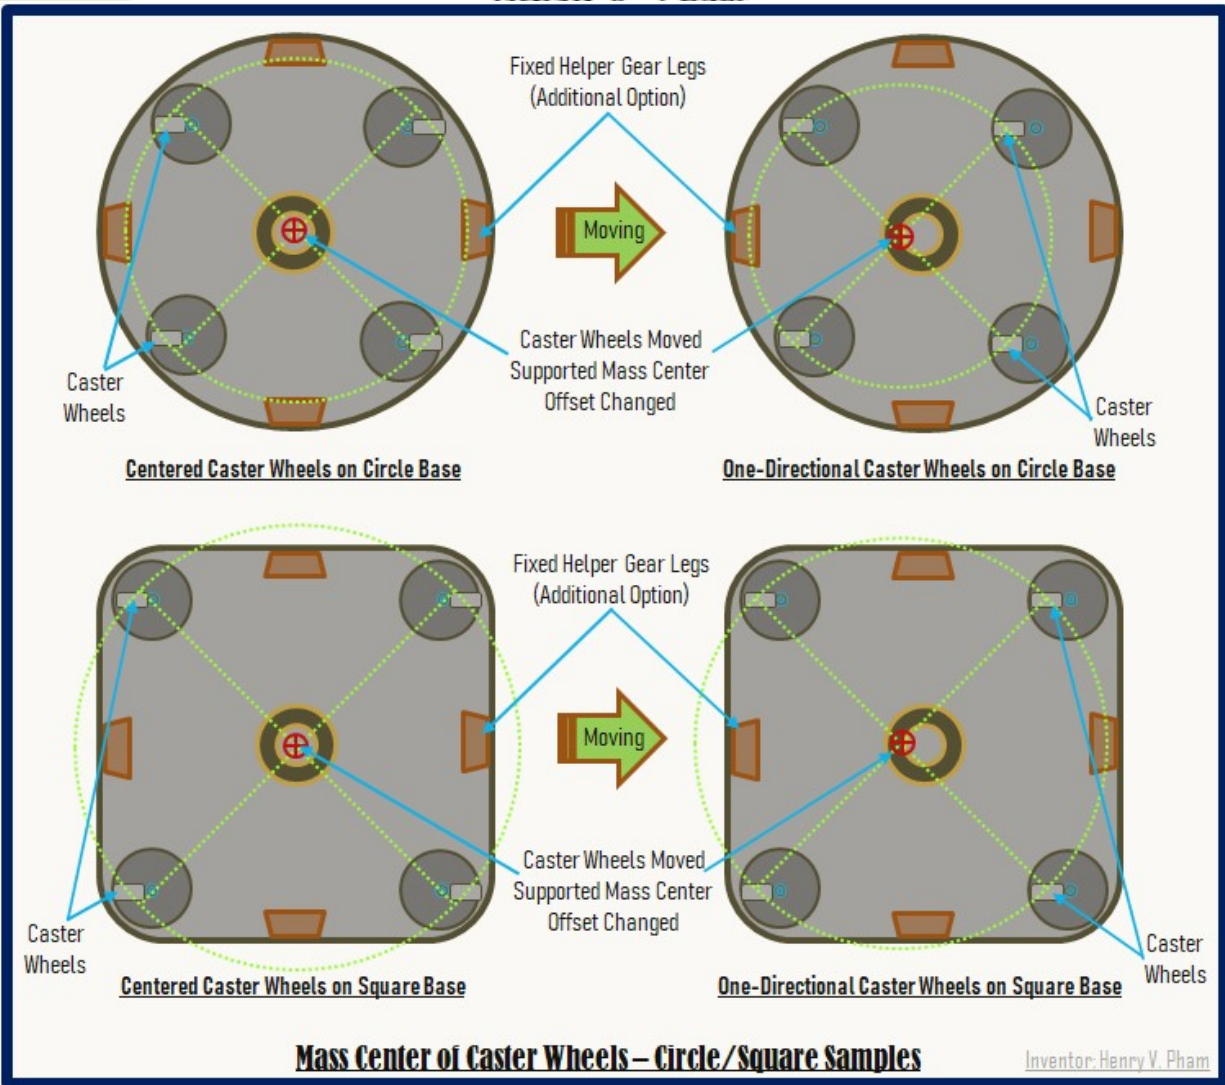 Fixed Helper Gear Legs
(Additional Option)
Moving
Caster Wheels Moved
Supported Mass Center
Offset Changed
Caster
Wheels
Caster
Wheels
Centered Caster Wheels on Circle Base
One-Directional Caster Wheels on Circle Base
Fixed Helper Gear Legs
(Additional Option)
Moving
Caster Wheels Moved
Supported Mass Center
Offset Changed
Caster
Wheels
Caster
Wheels
Centered Caster Wheels on Square Base
One-Directional Caster Wheels on Square Base
Mass Center of Caster Wheels – Circle/Square Samples
Inventor: Henry V. Pham